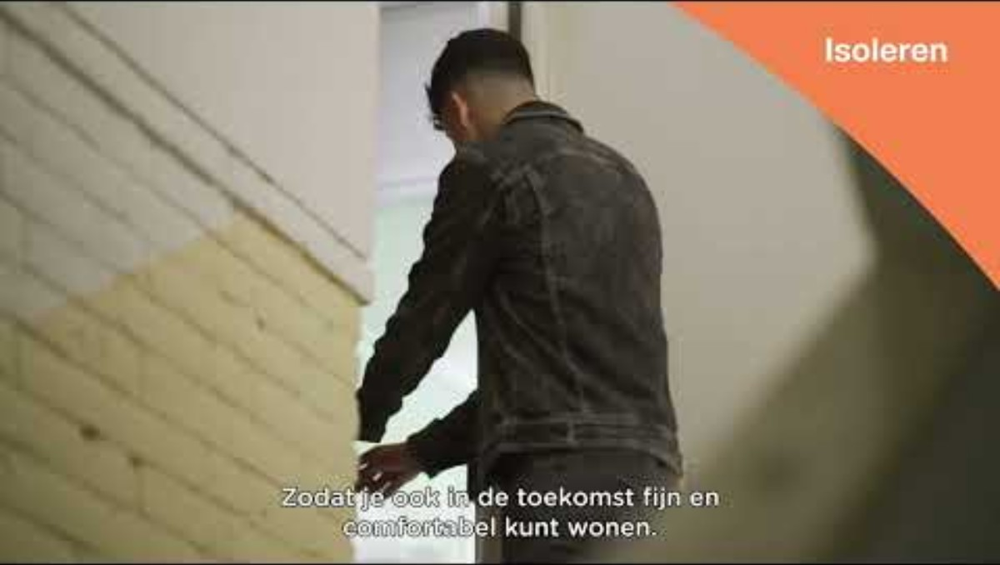 Isoleren
Zodat je ook in de toekomst fijn en
comfortabel kunt wonen.